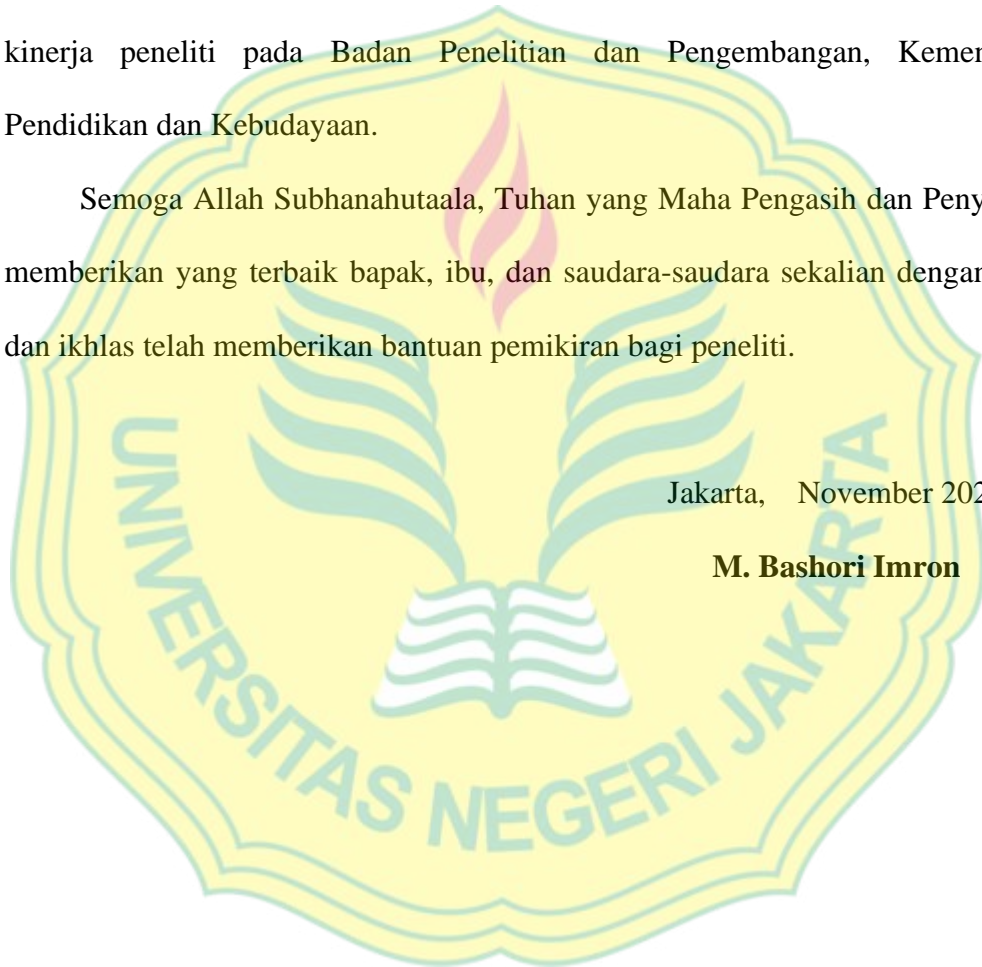 kinerja peneliti pada Badan Penelitian dan Pengembangan, Kemen
Pendidikan dan Kebudayaan.
Semoga Allah Subhanahutaala, Tuhan yang Maha Pengasih dan Peny
memberikan yang terbaik bapak, ibu, dan saudara-saudara sekalian dengan
dan ikhlas telah memberikan bantuan pemikiran bagi peneliti.
Jakarta, November 202
M. Bashori Imron
UNIVERSITAS NEGERI JAKARTA